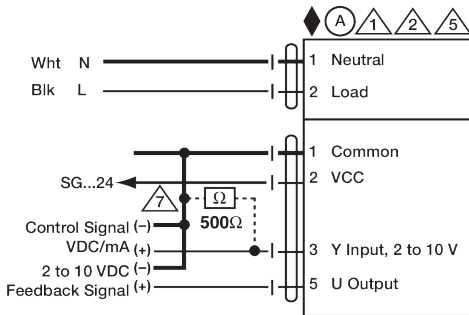 A 1 2 5
Wht N 1 Neutral
Blk L 2 Load
1 Common
SG...24 2 VCC
7 Ω
Control Signal (–) 500Ω
VDC/mA (+) 3 Y Input, 2 to 10 V
2 to 10 VDC (–)
Feedback Signal (+) 5 U Output